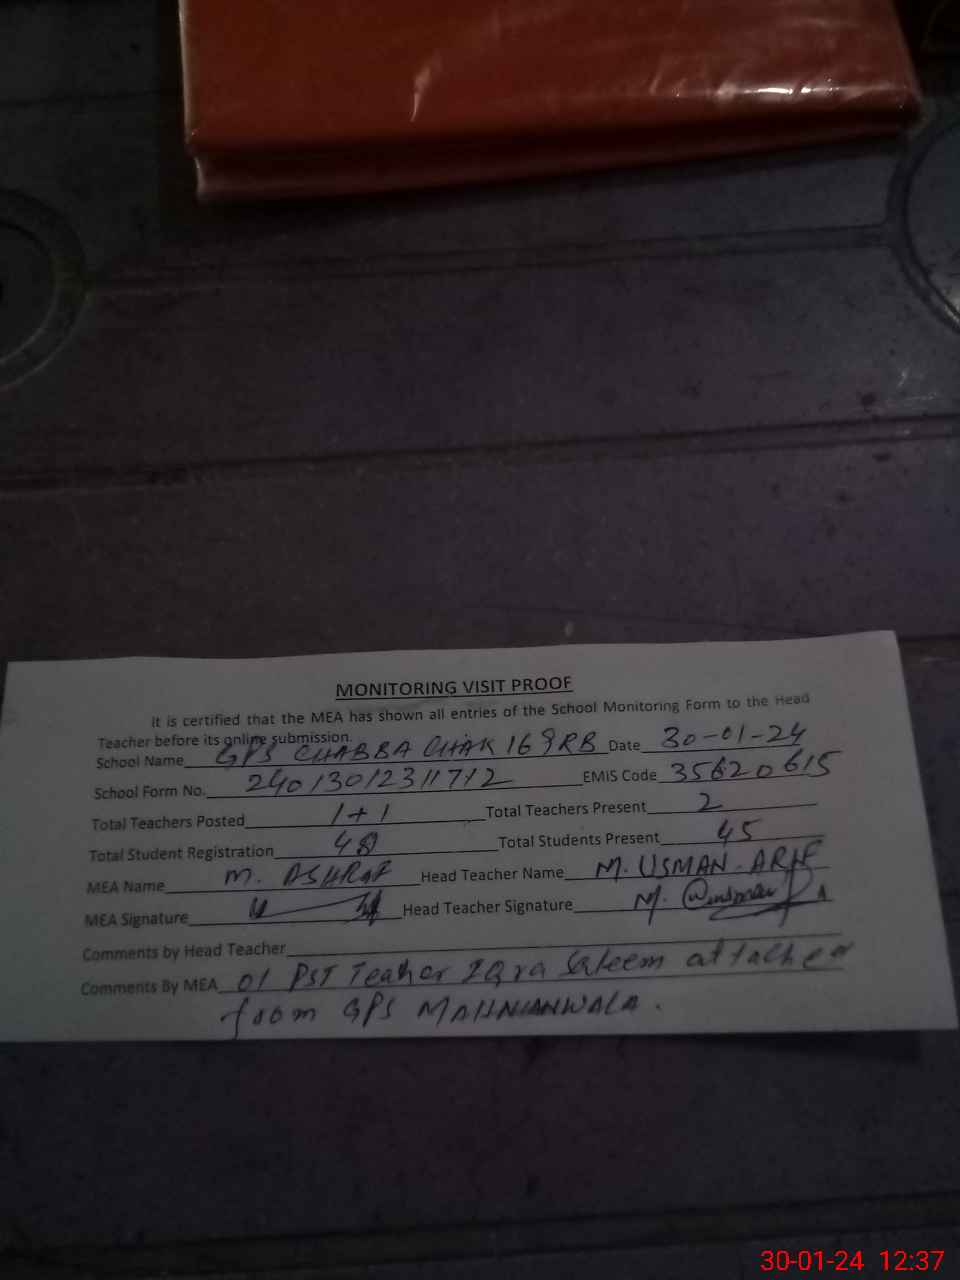 MONITORING VISIT PROOF
It is certified that the MEA has shown all entries of the School Monitoring Form to the Head
Teacher before its online submission.
School Name GPS CHABBA CHAK 169RB Date 30-01-24
School Form No. 24013012311712 EMIS Code 35620615
Total Teachers Posted 1+1 Total Teachers Present 2
Total Student Registration 48 Total Students Present 45
MEA Name M. ASHRAF Head Teacher Name M. USMAN ARIF
MEA Signature Head Teacher Signature M.
Comments by Head Teacher
Comments By MEA 01 PST Teacher IQra Saleem attached
from GPS MAHNIANWALA.
30-01-24 12:37